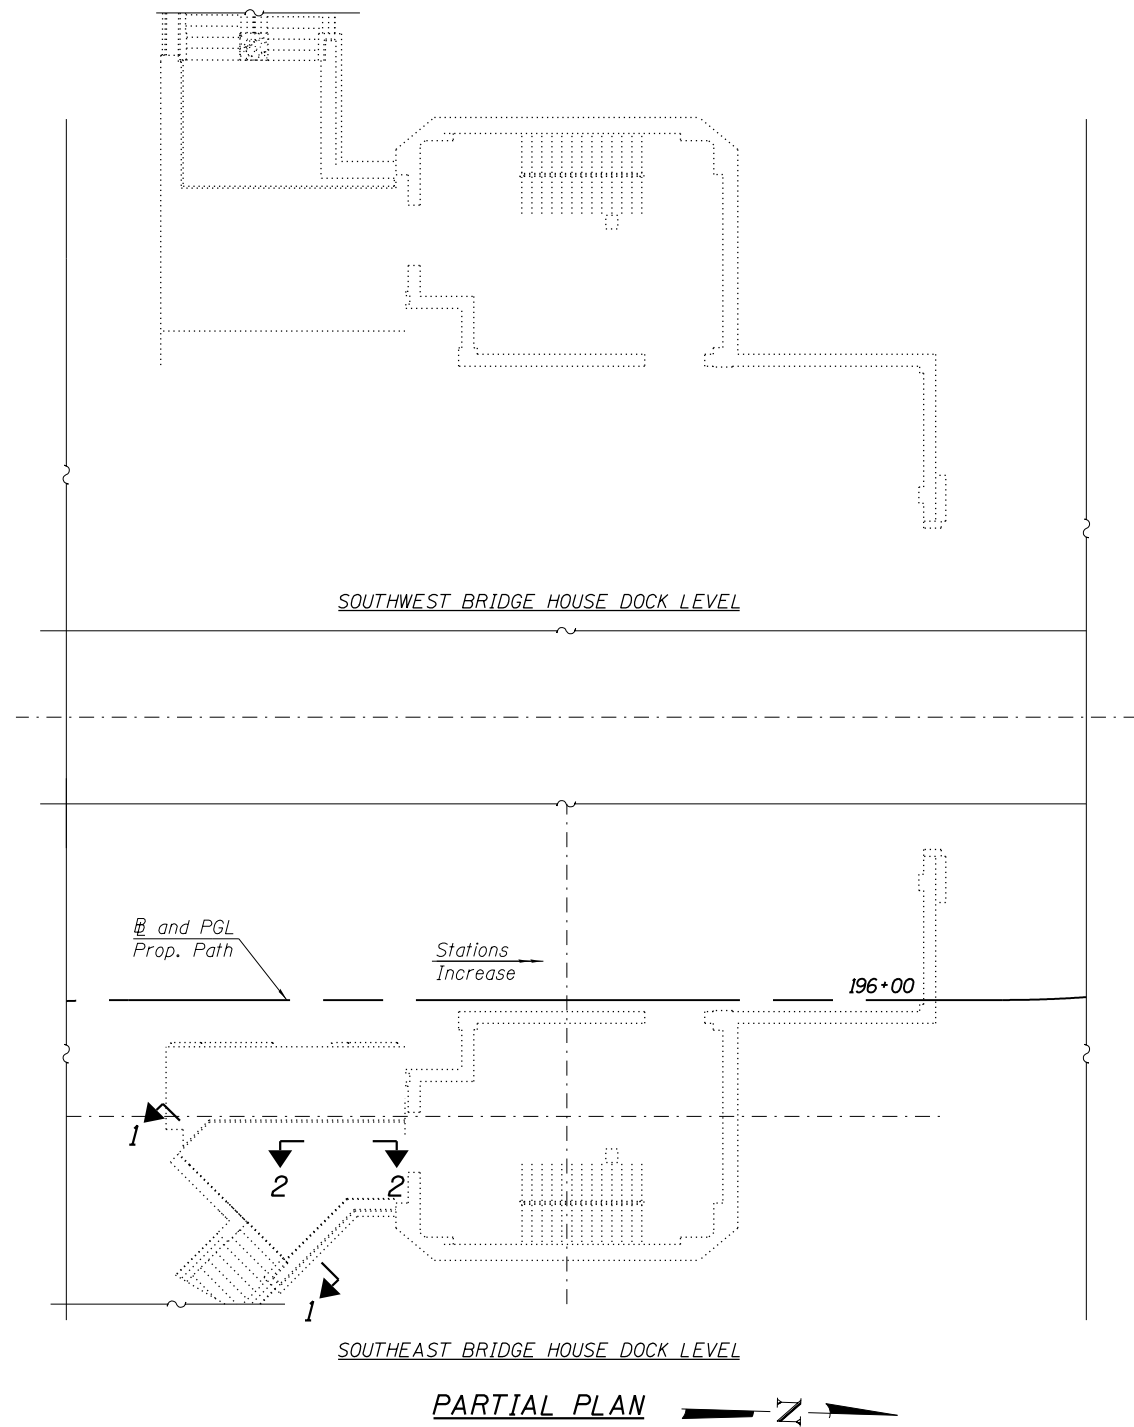 SOUTHWEST BRIDGE HOUSE DOCK LEVEL
℄ and PGL
Prop. Path
Stations
Increase
196+00
1
2
2
1
SOUTHEAST BRIDGE HOUSE DOCK LEVEL
PARTIAL PLAN
N